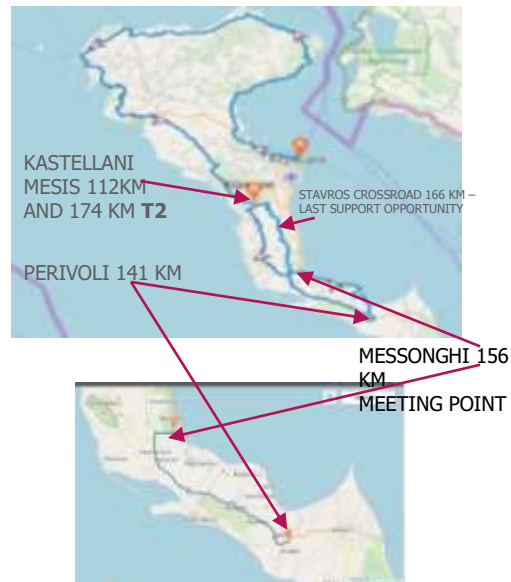 KASTELLANI
MESIS 112KM
AND 174 KM T2
STAVROS CROSSROAD 166 KM –
LAST SUPPORT OPPORTUNITY
PERIVOLI 141 KM
MESSONGHI 156
KM
MEETING POINT